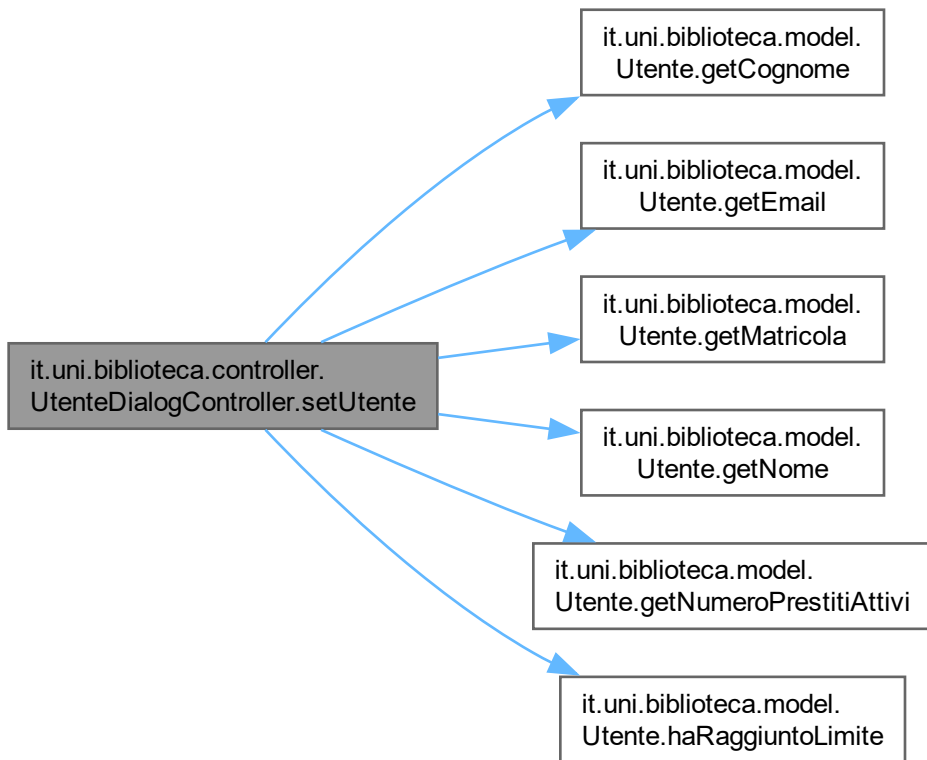 it.uni.biblioteca.model.
Utente.getCognome
it.uni.biblioteca.model.
Utente.getEmail
it.uni.biblioteca.model.
Utente.getMatricola
it.uni.biblioteca.controller.
UtenteDialogController.setUtente
it.uni.biblioteca.model.
Utente.getNome
it.uni.biblioteca.model.
Utente.getNumeroPrestitiAttivi
it.uni.biblioteca.model.
Utente.haRaggiuntoLimite